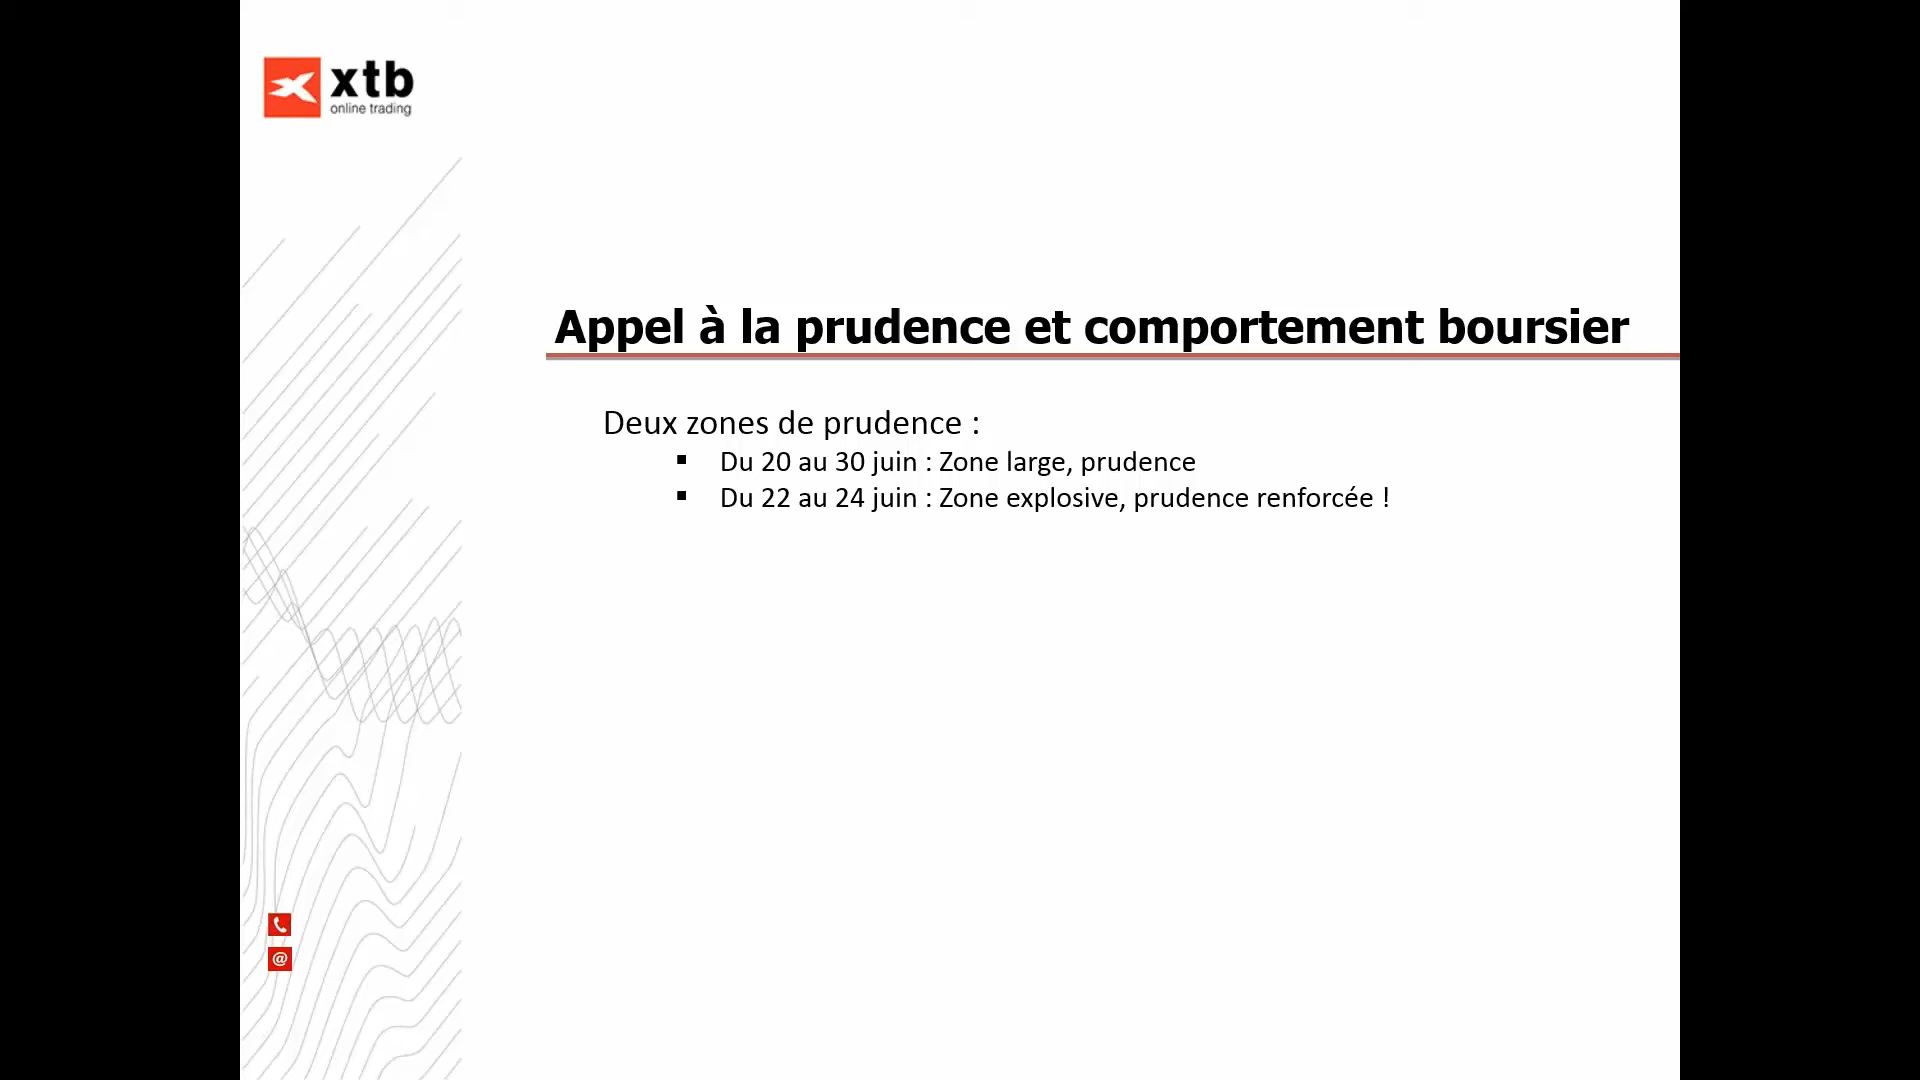 xtb
online trading
Appel à la prudence et comportement boursier
Deux zones de prudence :
▪ Du 20 au 30 juin : Zone large, prudence
▪ Du 22 au 24 juin : Zone explosive, prudence renforcée !
@